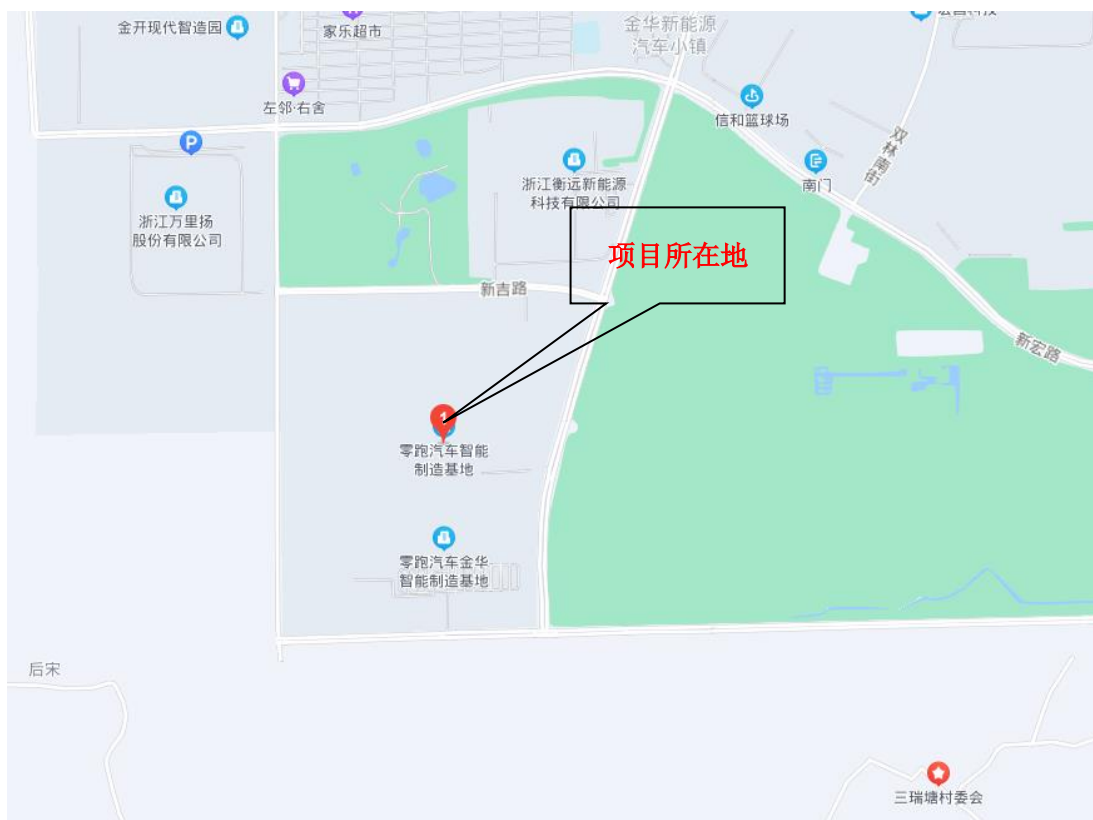 金开现代智造园
家乐超市
金华新能源
汽车小镇
左邻·右舍
信和篮球场
双林南街
P
南门
浙江衡远新能源
科技有限公司
浙江万里扬
股份有限公司
项目所在地
新吉路
新宏路
1
零跑汽车智能
制造基地
零跑汽车金华
智能制造基地
后宋
三瑞塘村委会